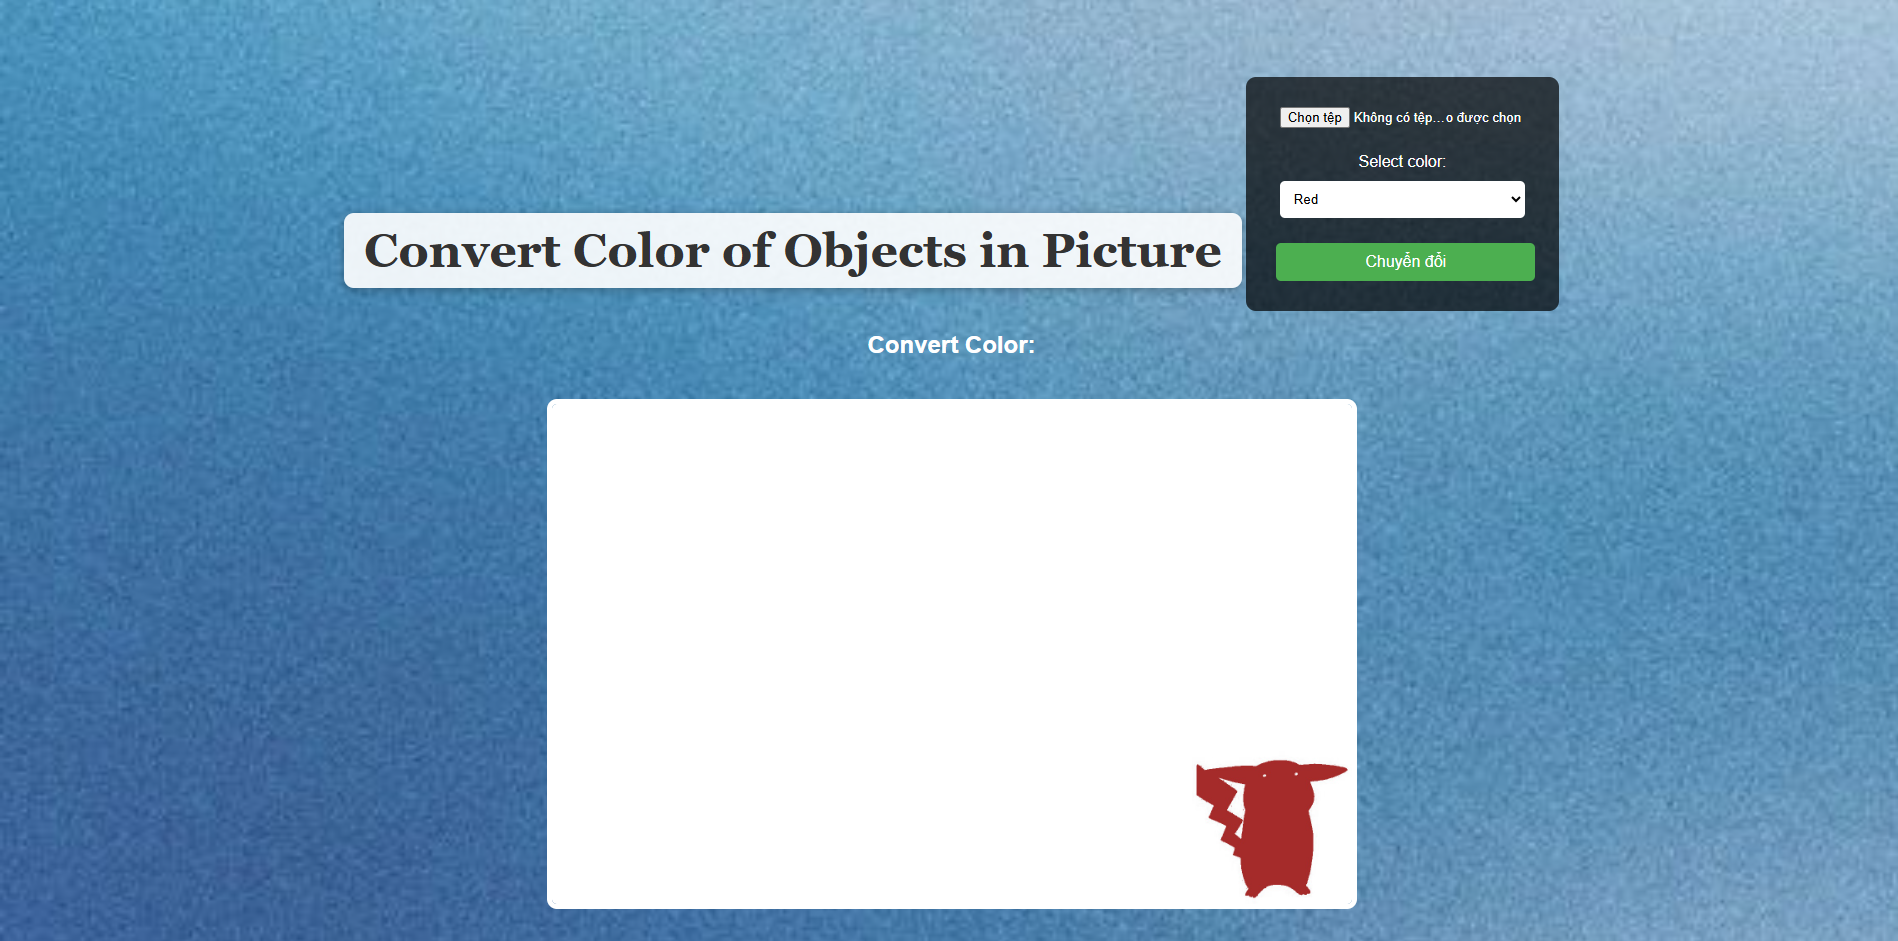 Chọn tệp Không có tệp...o được chọn
Select color:
Red
Convert Color of Objects in Picture
Chuyển đổi
Convert Color: